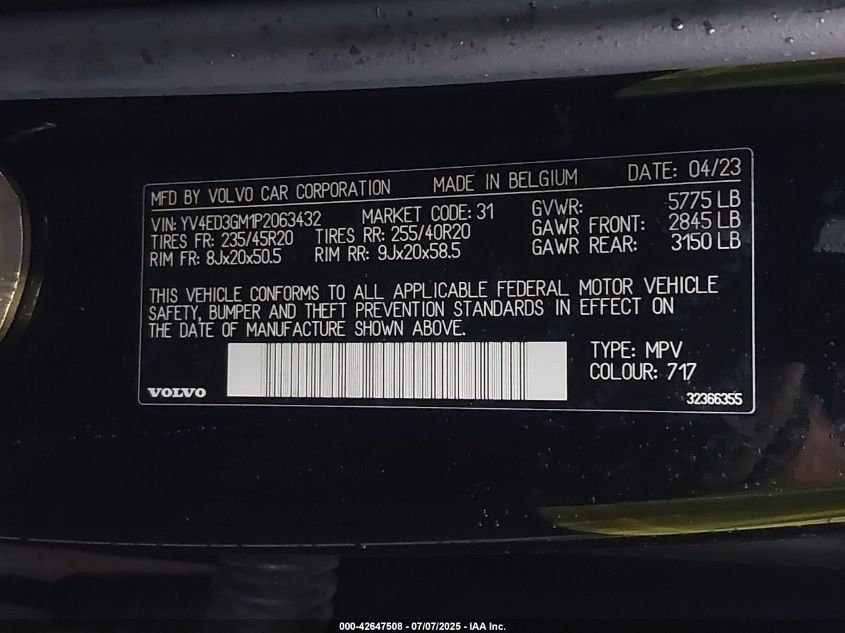 MFD BY VOLVO CAR CORPORATION MADE IN BELGIUM DATE: 04/23
VIN: YV4ED3GM1P2063432 MARKET CODE: 31 GVWR: 5775 LB
TIRES FR: 235/45R20 TIRES RR: 255/40R20 GAWR FRONT: 2845 LB
RIM FR: 8Jx20x50.5 RIM RR: 9Jx20x58.5 GAWR REAR: 3150 LB
THIS VEHICLE CONFORMS TO ALL APPLICABLE FEDERAL MOTOR VEHICLE
SAFETY, BUMPER AND THEFT PREVENTION STANDARDS IN EFFECT ON
THE DATE OF MANUFACTURE SHOWN ABOVE.
TYPE: MPV
COLOUR: 717
VOLVO
32366355
000-42647508 - 07/07/2025 - IAA Inc.